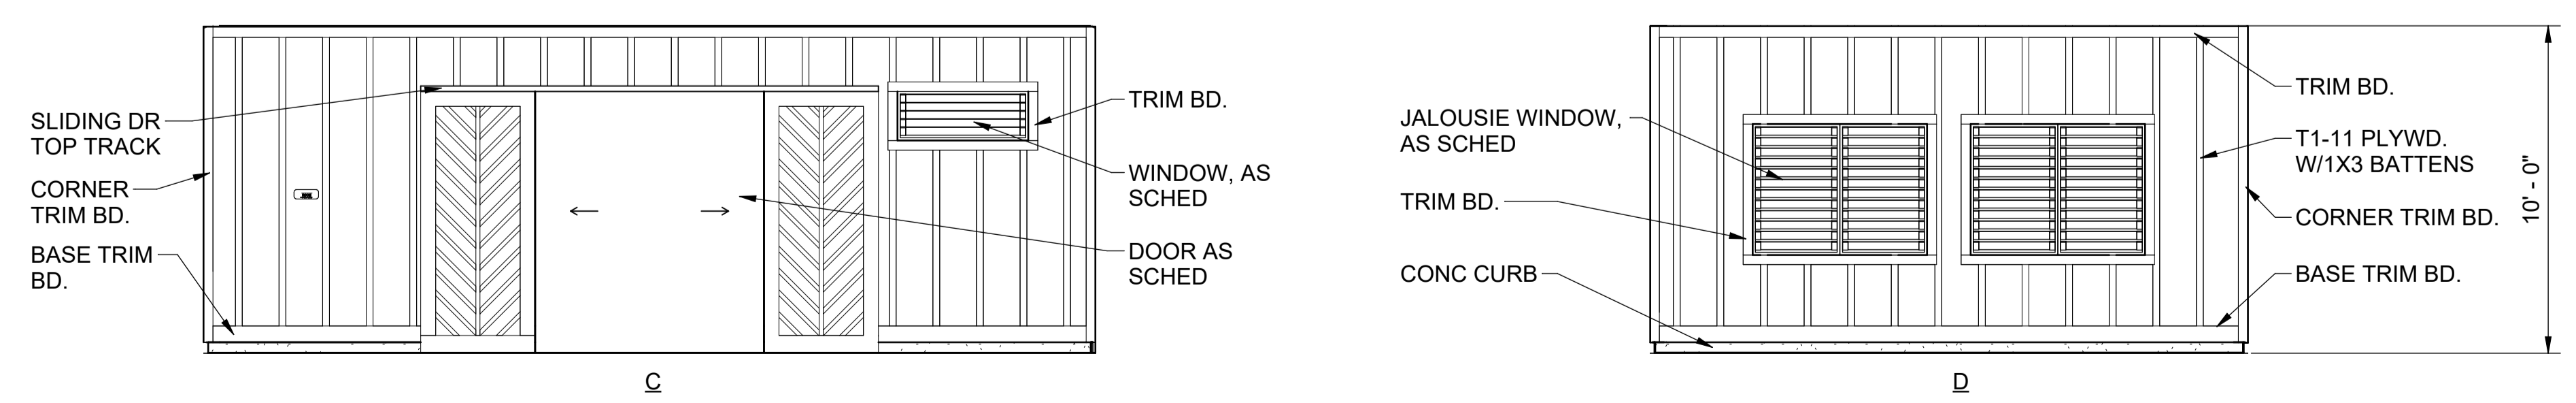 SLIDING DR
TOP TRACK
CORNER
TRIM BD.
BASE TRIM
BD.
TRIM BD.
WINDOW, AS
SCHED
DOOR AS
SCHED
C
JALOUSIE WINDOW,
AS SCHED
TRIM BD.
CONC CURB
TRIM BD.
T1-11 PLYWD.
W/1X3 BATTENS
CORNER TRIM BD.
BASE TRIM BD.
10' - 0"
D